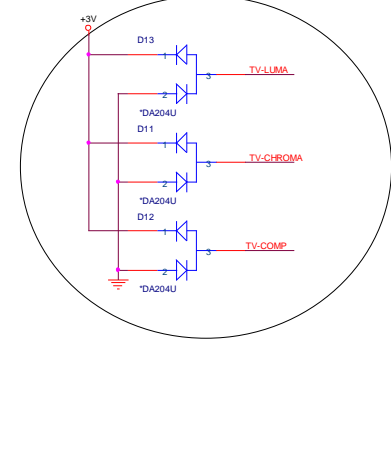 +3V
D13
1
3
TV-LUMA
2
*DA204U
D11
1
3
TV-CHROMA
2
*DA204U
D12
1
3
TV-COMP
2
*DA204U